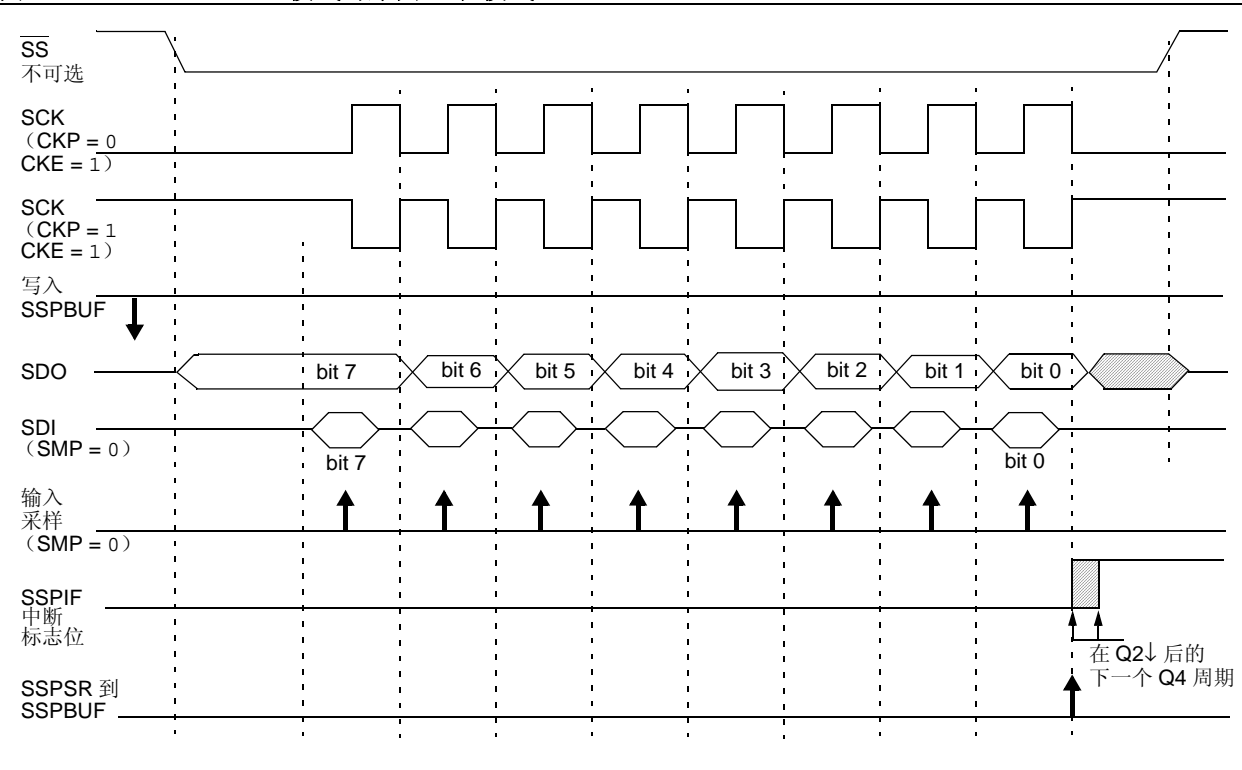 SS
不可选
SCK
（CKP = 0
CKE = 1）
SCK
（CKP = 1
CKE = 1）
写入
SSPBUF
SDO
bit 7
bit 6
bit 5
bit 4
bit 3
bit 2
bit 1
bit 0
SDI
（SMP = 0）
bit 7
bit 0
输入
采样
（SMP = 0）
SSPIF
中断
标志位
在 Q2↓ 后的
下一个 Q4 周期
SSPSR 到
SSPBUF